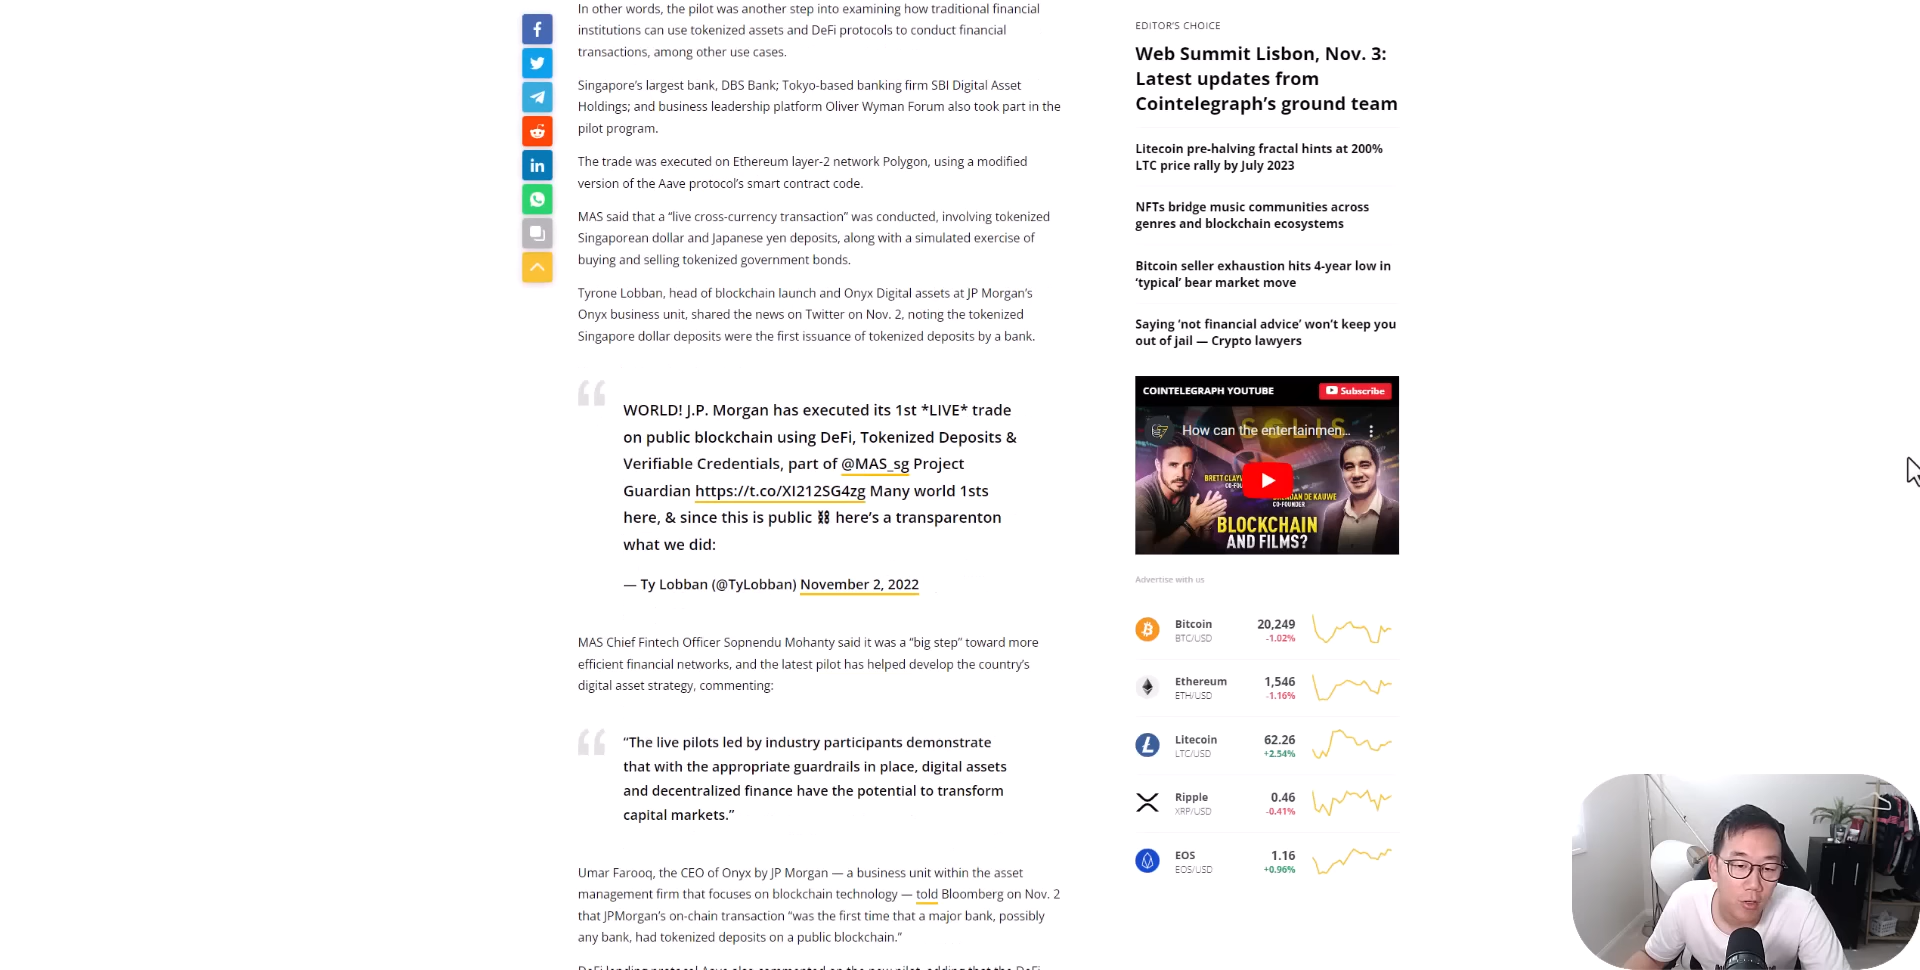 In other words, the pilot was another step into examining how traditional financial
institutions can use tokenized assets and DeFi protocols to conduct financial
transactions, among other use cases.
Singapore’s largest bank, DBS Bank; Tokyo-based banking firm SBI Digital Asset
Holdings; and business leadership platform Oliver Wyman Forum also took part in the
pilot program.
The trade was executed on Ethereum layer-2 network Polygon, using a modified
version of the Aave protocol’s smart contract code.
MAS said that a “live cross-currency transaction” was conducted, involving tokenized
Singaporean dollar and Japanese yen deposits, along with a simulated exercise of
buying and selling tokenized government bonds.
Tyrone Lobban, head of blockchain launch and Onyx Digital assets at JP Morgan’s
Onyx business unit, shared the news on Twitter on Nov. 2, noting the tokenized
Singapore dollar deposits were the first issuance of tokenized deposits by a bank.
WORLD! J.P. Morgan has executed its 1st *LIVE* trade
on public blockchain using DeFi, Tokenized Deposits &
Verifiable Credentials, part of @MAS_sg Project
Guardian https://t.co/XI212SG4zg Many world 1sts
here, & since this is public ⛓ here’s a transparenton
what we did:
— Ty Lobban (@TyLobban) November 2, 2022
MAS Chief Fintech Officer Sopnendu Mohanty said it was a “big step” toward more
efficient financial networks, and the latest pilot has helped develop the country’s
digital asset strategy, commenting:
“The live pilots led by industry participants demonstrate
that with the appropriate guardrails in place, digital assets
and decentralized finance have the potential to transform
capital markets.”
Umar Farooq, the CEO of Onyx by JP Morgan — a business unit within the asset
management firm that focuses on blockchain technology — told Bloomberg on Nov. 2
that JPMorgan’s on-chain transaction “was the first time that a major bank, possibly
any bank, had tokenized deposits on a public blockchain.”
EDITOR’S CHOICE
Web Summit Lisbon, Nov. 3:
Latest updates from
Cointelegraph’s ground team
Litecoin pre-halving fractal hints at 200%
LTC price rally by July 2023
NFTs bridge music communities across
genres and blockchain ecosystems
Bitcoin seller exhaustion hits 4-year low in
‘typical’ bear market move
Saying ‘not financial advice’ won’t keep you
out of jail — Crypto lawyers
COINTELEGRAPH YOUTUBE
Subscribe
How can the entertainmen...
BRETT
DE KAUWE
CO-FOUNDER
BLOCKCHAIN
AND FILMS?
Advertise with us
Bitcoin 20,249
BTC/USD -1.02%
Ethereum 1,546
ETH/USD -1.16%
Litecoin 62.26
LTC/USD +2.54%
Ripple 0.46
XRP/USD -0.41%
EOS 1.16
EOS/USD +0.96%